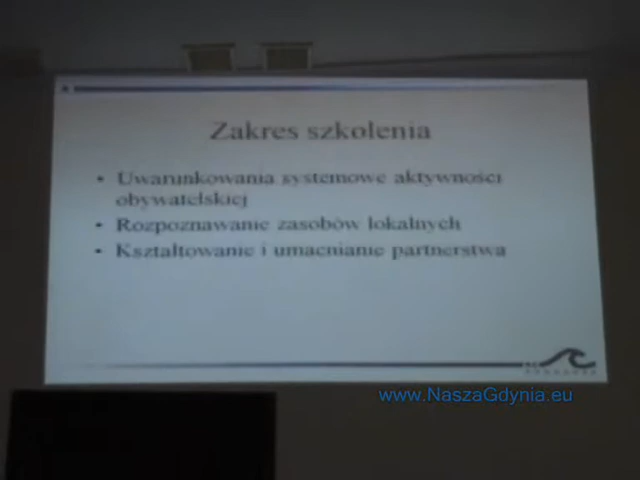 Zakres szkolenia
• Uwarunkowania systemowe aktywności
obywatelskiej
• Rozpoznawanie zasobów lokalnych
• Kształtowanie i umacnianie partnerstwa
www.NaszaGdynia.eu